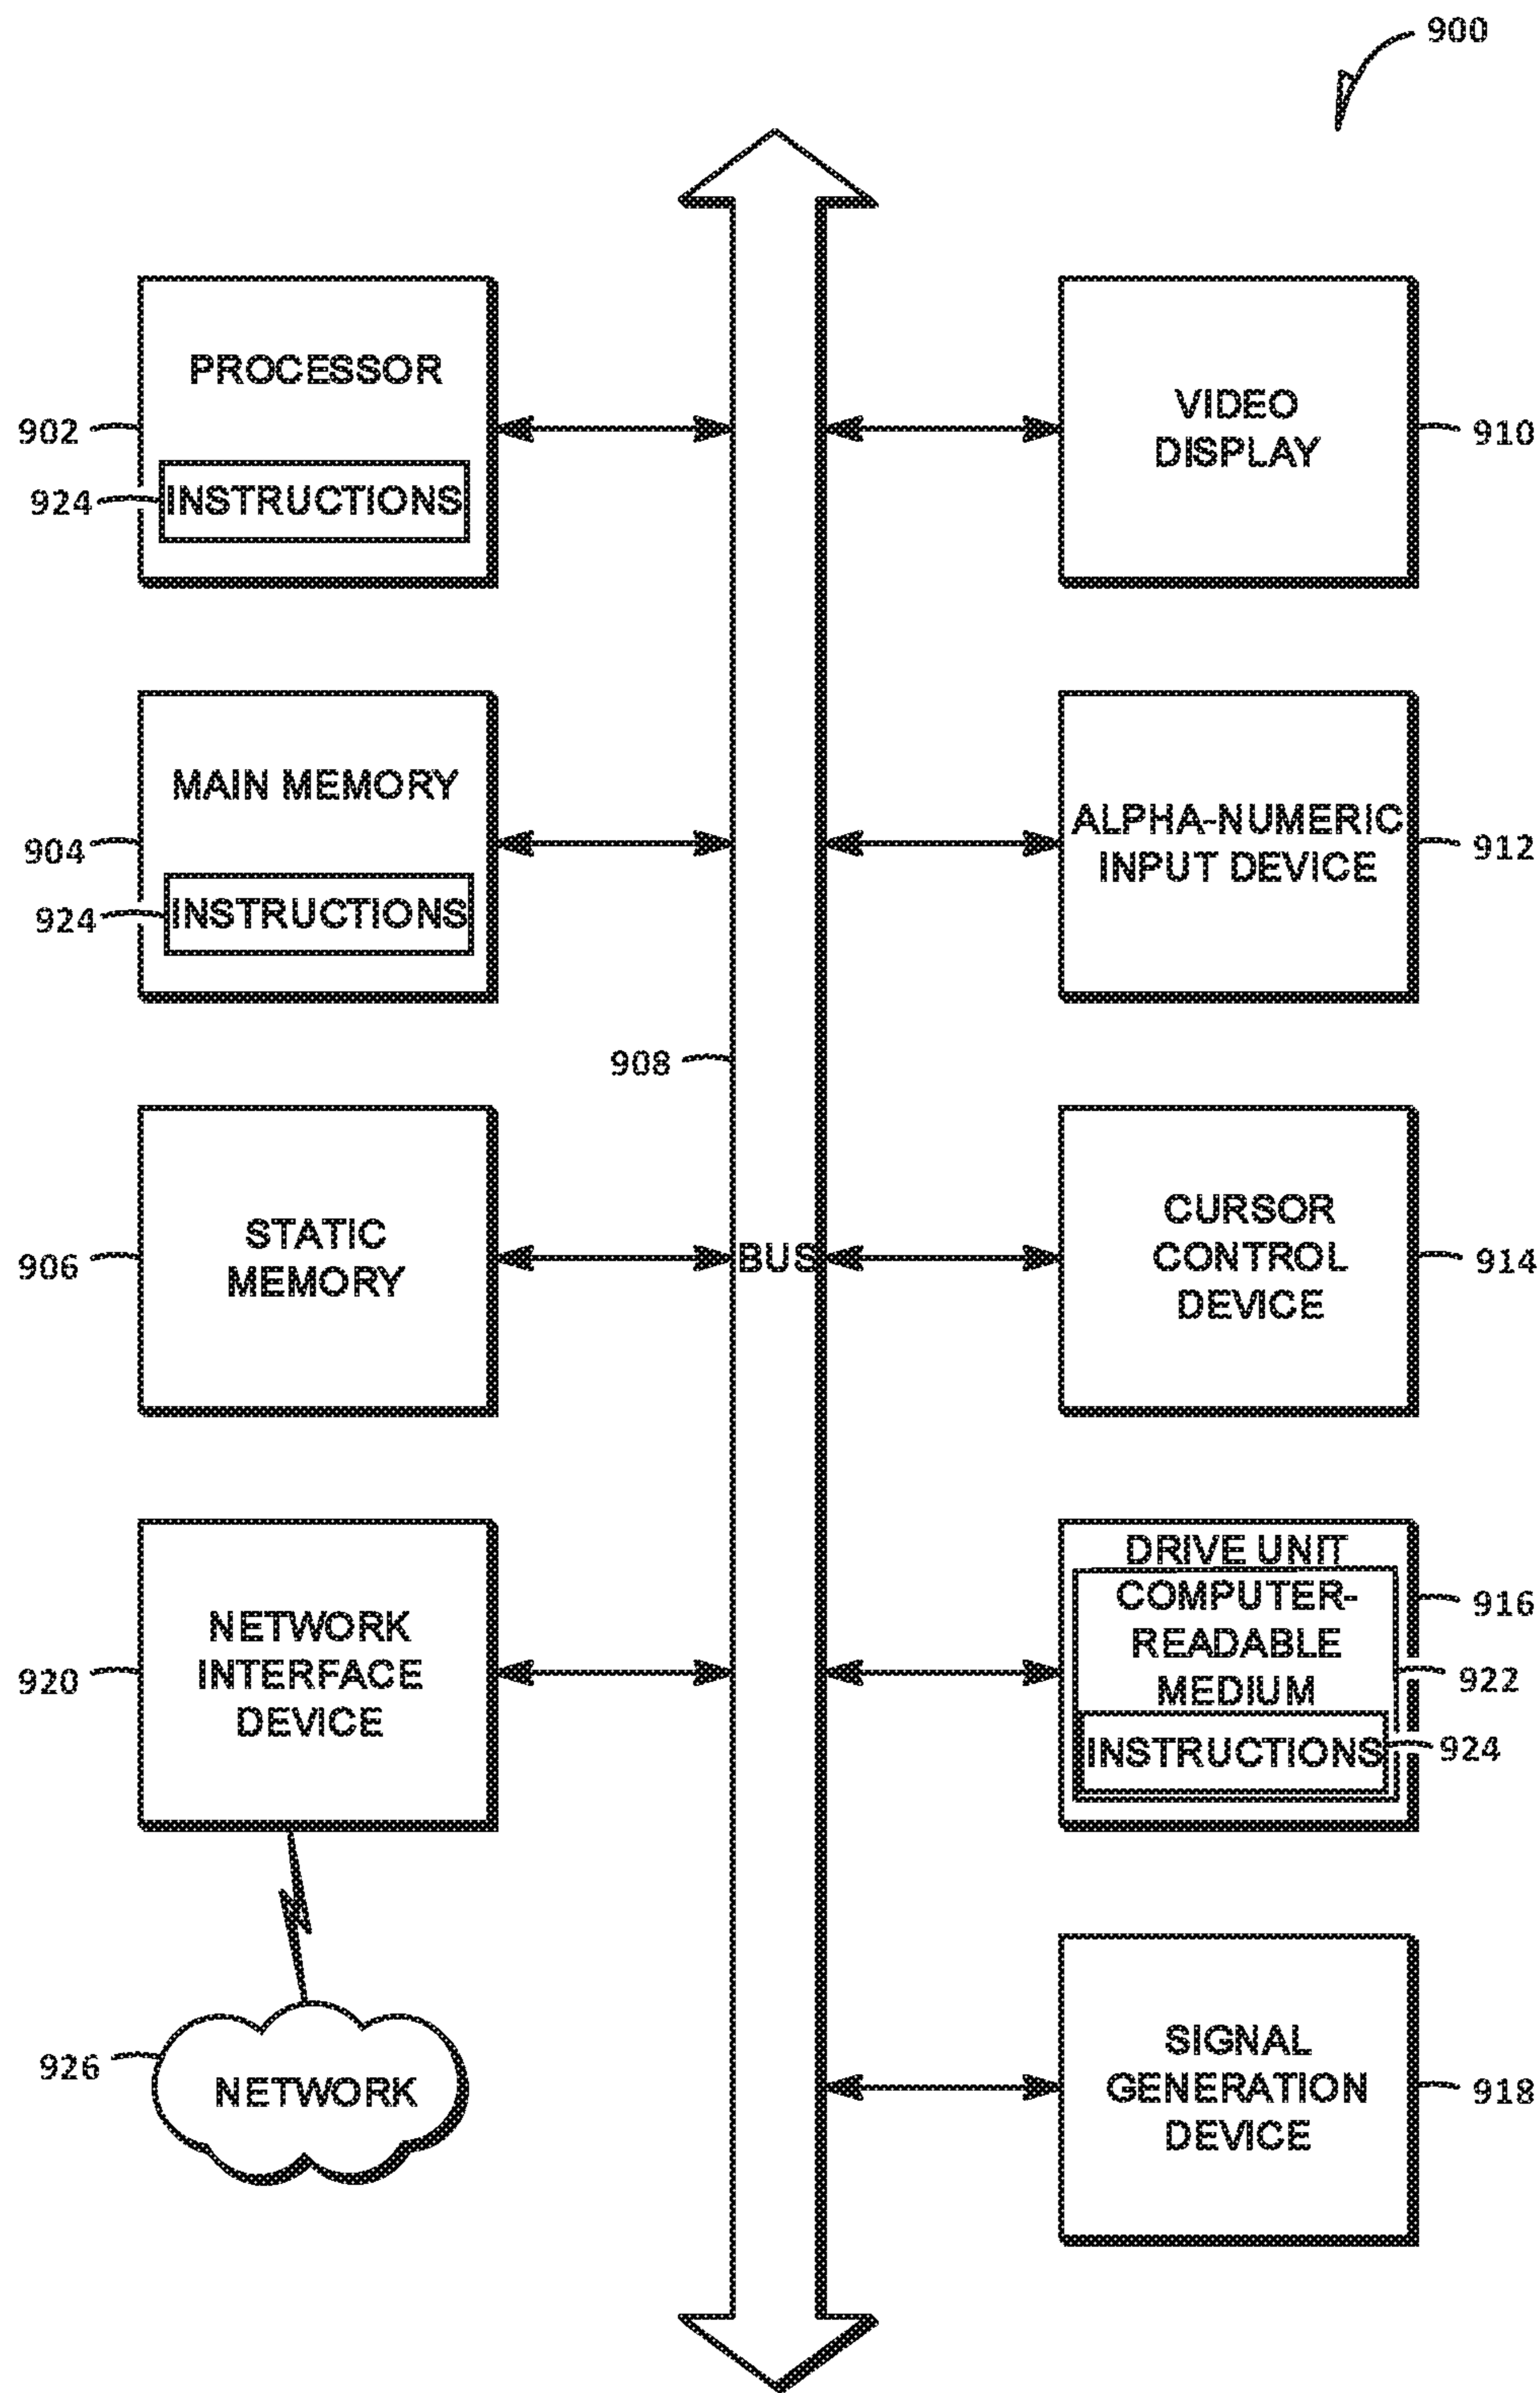 900
PROCESSOR
902
924
INSTRUCTIONS
VIDEO
DISPLAY
910
MAIN MEMORY
904
924
INSTRUCTIONS
ALPHA-NUMERIC
INPUT DEVICE
912
908
STATIC
MEMORY
906
BUS
CURSOR
CONTROL
DEVICE
914
NETWORK
INTERFACE
DEVICE
920
DRIVE UNIT
COMPUTER-
READABLE
MEDIUM
INSTRUCTIONS
916
922
924
926
NETWORK
SIGNAL
GENERATION
DEVICE
918